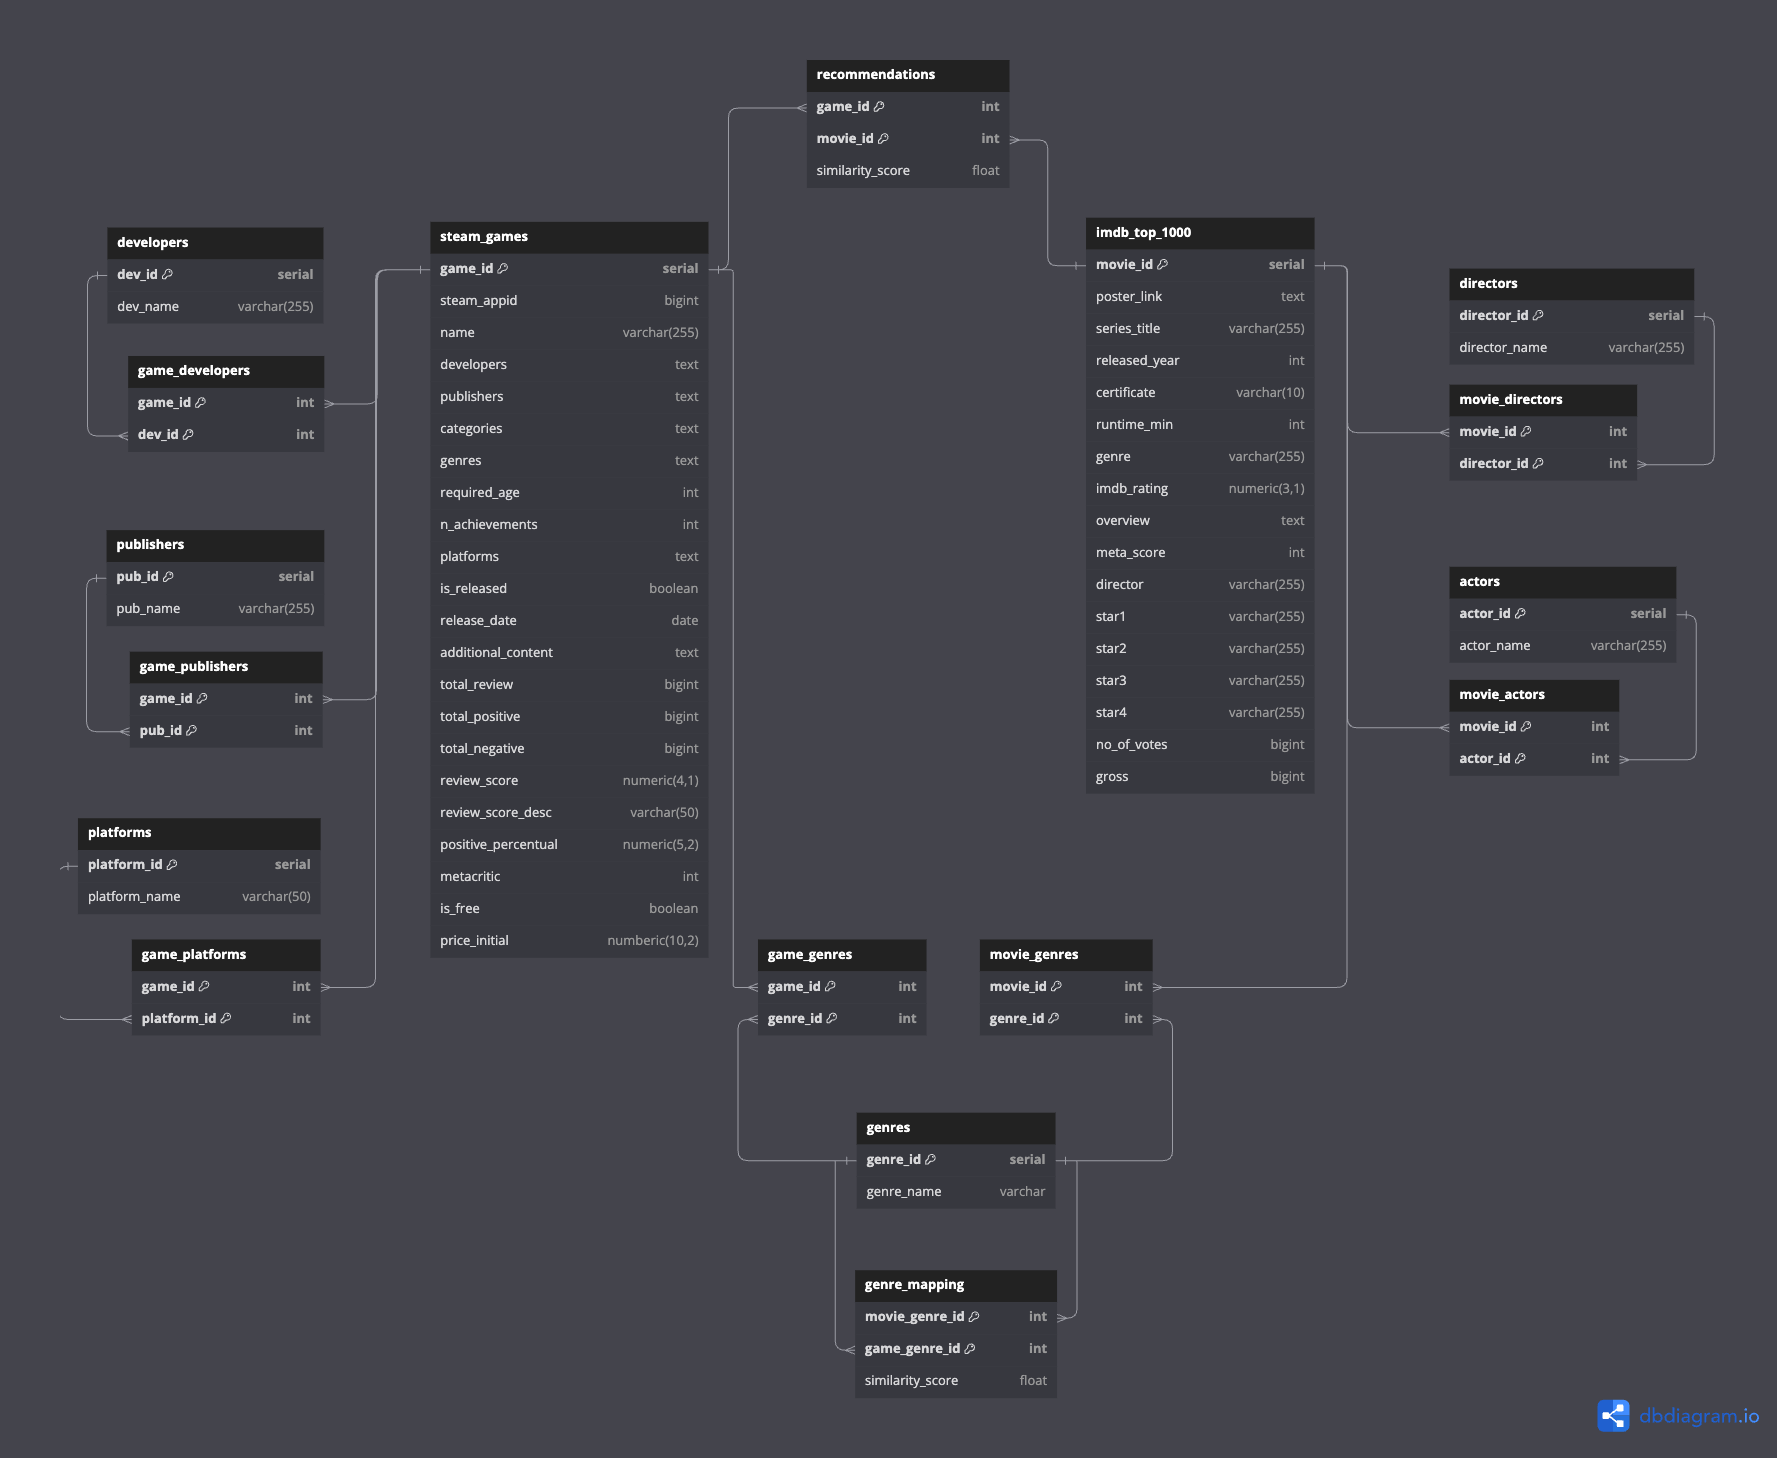 recommendations
game_id int
movie_id int
similarity_score float
developers
dev_id serial
dev_name varchar(255)
game_developers
game_id int
dev_id int
publishers
pub_id serial
pub_name varchar(255)
game_publishers
game_id int
pub_id int
platforms
platform_id serial
platform_name varchar(50)
game_platforms
game_id int
platform_id int
steam_games
game_id serial
steam_appid bigint
name varchar(255)
developers text
publishers text
categories text
genres text
required_age int
n_achievements int
platforms text
is_released boolean
release_date date
additional_content text
total_review bigint
total_positive bigint
total_negative bigint
review_score numeric(4,1)
review_score_desc varchar(50)
positive_percentual numeric(5,2)
metacritic int
is_free boolean
price_initial numberic(10,2)
imdb_top_1000
movie_id serial
poster_link text
series_title varchar(255)
released_year int
certificate varchar(10)
runtime_min int
genre varchar(255)
imdb_rating numeric(3,1)
overview text
meta_score int
director varchar(255)
star1 varchar(255)
star2 varchar(255)
star3 varchar(255)
star4 varchar(255)
no_of_votes bigint
gross bigint
directors
director_id serial
director_name varchar(255)
movie_directors
movie_id int
director_id int
actors
actor_id serial
actor_name varchar(255)
movie_actors
movie_id int
actor_id int
game_genres
game_id int
genre_id int
movie_genres
movie_id int
genre_id int
genres
genre_id serial
genre_name varchar
genre_mapping
movie_genre_id int
game_genre_id int
similarity_score float
dbdiagram.io